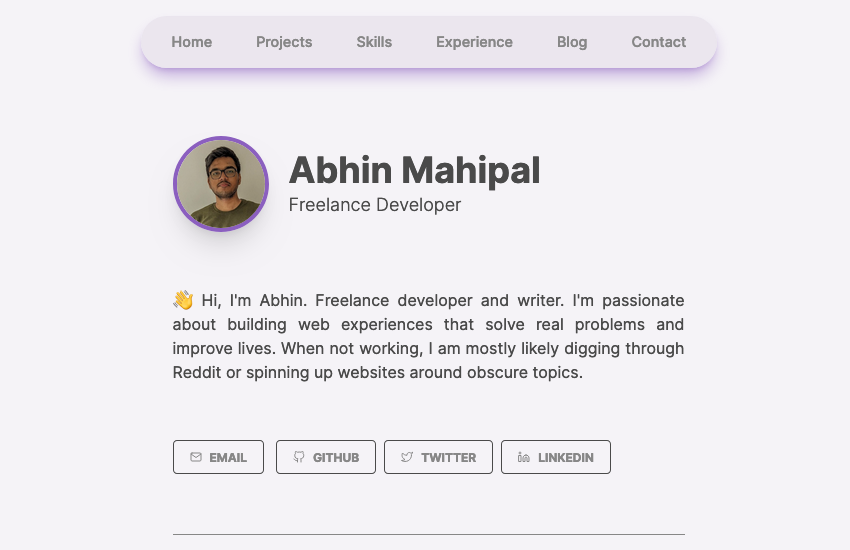 Home Projects Skills Experience Blog Contact
Abhin Mahipal
Freelance Developer
👋 Hi, I'm Abhin. Freelance developer and writer. I'm passionate
about building web experiences that solve real problems and
improve lives. When not working, I am mostly likely digging through
Reddit or spinning up websites around obscure topics.
EMAIL GITHUB TWITTER LINKEDIN